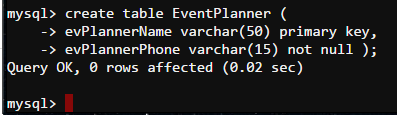 mysql> create table EventPlanner (
    -> evPlannerName varchar(50) primary key,
    -> evPlannerPhone varchar(15) not null );
Query OK, 0 rows affected (0.02 sec)
mysql>